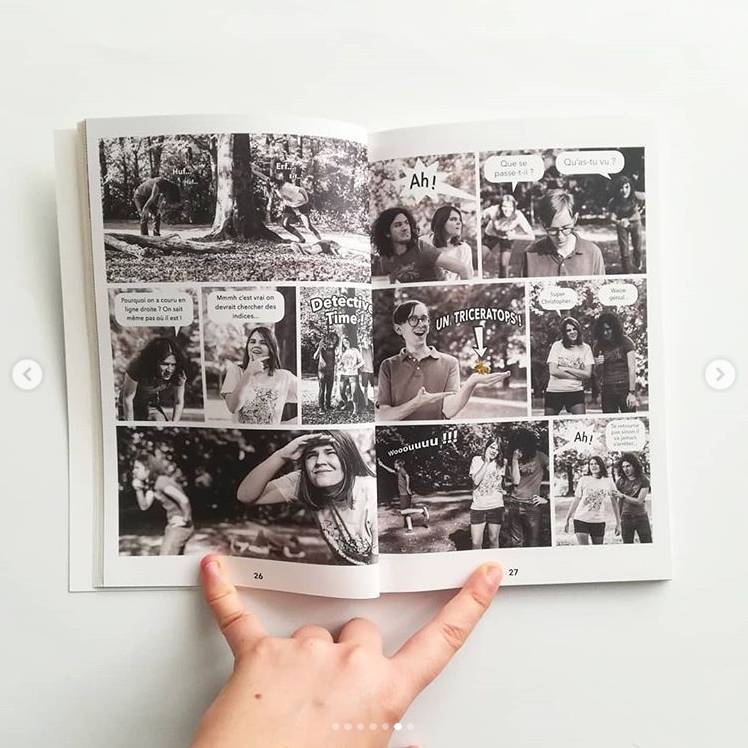 Huf...
Huf...
Erf...
Pourquoi on a couru en
ligne droite ? On sait
même pas où il est !
Mmmh c'est vrai on
devrait chercher des
indices...
Detective
Time !
26
Ah !
Que se
passe-t-il ?
Qu'as-tu vu ?
UN TRICERATOPS !
!
Super
Christopher...
Waow
génial...
Wooouuuu !!!
Ah !
Te retourne
pas sinon il
va jamais
s'arrêter...
27